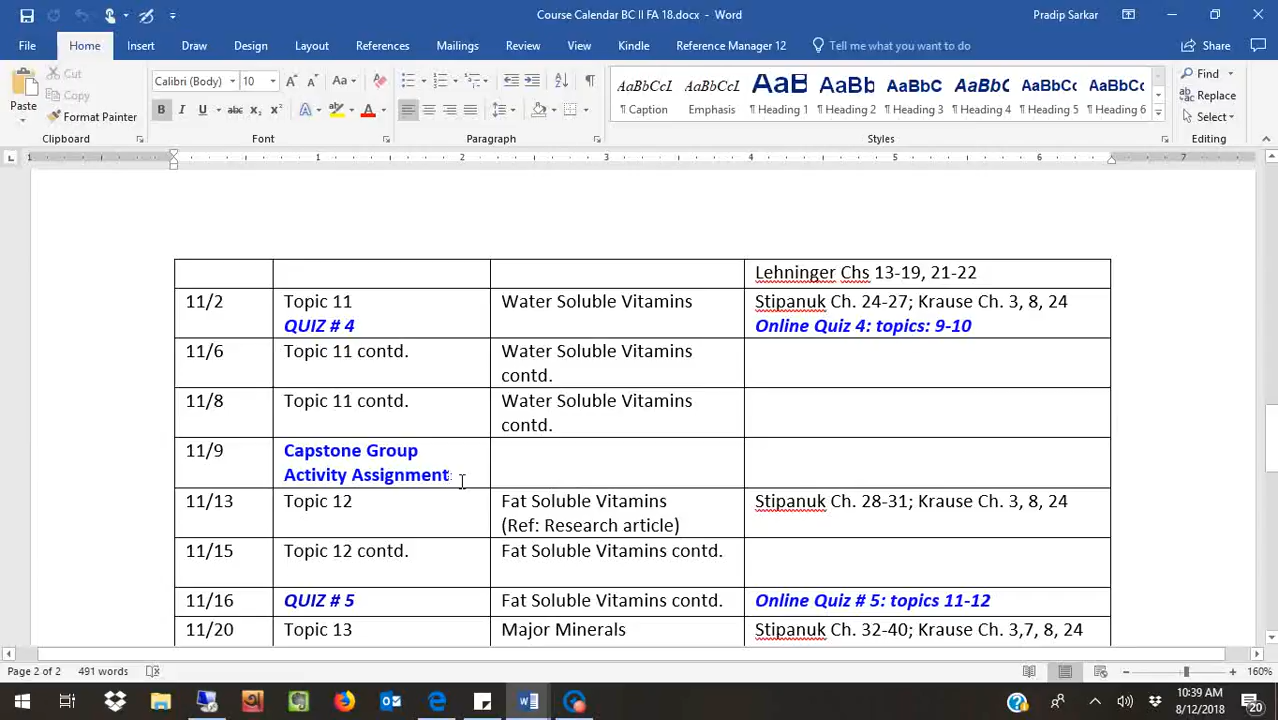 Course Calendar BC II FA 18.docx - Word
Pradip Sarkar
File Home Insert Draw Design Layout References Mailings Review View Kindle Reference Manager 12 Tell me what you want to do Share
Paste Cut Copy Format Painter
Calibri (Body) 10
AaBbCcI AaBbCcI AaB AaBb AaBbC AaBbC AaBbCc AaBbCc
¶ Caption Emphasis ¶ Heading 1 ¶ Heading 2 ¶ Heading 3 ¶ Heading 4 ¶ Heading 5 ¶ Heading 6
Find
Replace
Select
Clipboard Font Paragraph Styles Editing
1 1 2 3 4 5 6 7
Lehninger Chs 13-19, 21-22
11/2 Topic 11 Water Soluble Vitamins Stipanuk Ch. 24-27; Krause Ch. 3, 8, 24
QUIZ # 4 Online Quiz 4: topics: 9-10
11/6 Topic 11 contd. Water Soluble Vitamins
contd.
11/8 Topic 11 contd. Water Soluble Vitamins
contd.
11/9 Capstone Group
Activity Assignment
11/13 Topic 12 Fat Soluble Vitamins Stipanuk Ch. 28-31; Krause Ch. 3, 8, 24
(Ref: Research article)
11/15 Topic 12 contd. Fat Soluble Vitamins contd.
11/16 QUIZ # 5 Fat Soluble Vitamins contd. Online Quiz # 5: topics 11-12
11/20 Topic 13 Major Minerals Stipanuk Ch. 32-40; Krause Ch. 3,7, 8, 24
Page 2 of 2 491 words 160%
10:39 AM
8/12/2018 20